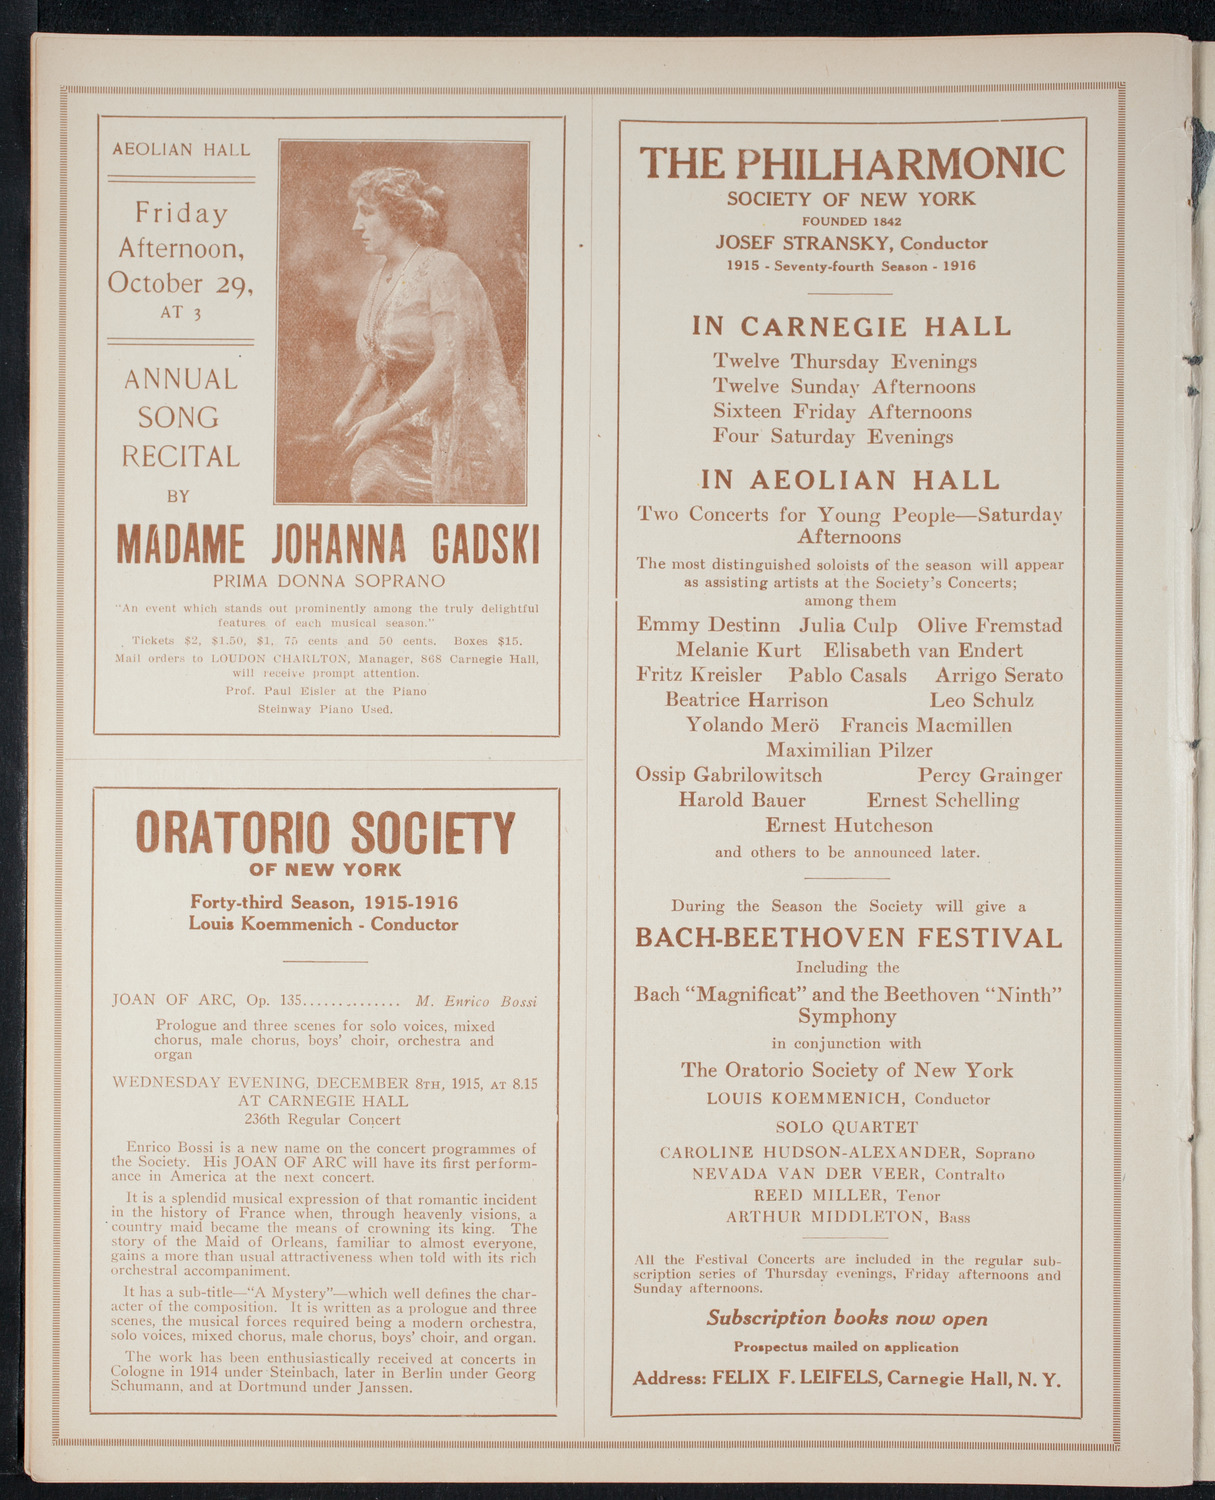 AEOLIAN HALL
Friday
Afternoon,
October 29,
AT 3
ANNUAL
SONG
RECITAL
BY
MADAME JOHANNA GADSKI
PRIMA DONNA SOPRANO
"An event which stands out prominently among the truly delightful
features of each musical season."
Tickets $2, $1.50, $1, 75 cents and 50 cents. Boxes $15.
Mail orders to LOUDON CHARLTON, Manager, 868 Carnegie Hall,
will receive prompt attention.
Prof. Paul Eisler at the Piano
Steinway Piano Used.
ORATORIO SOCIETY
OF NEW YORK
Forty-third Season, 1915-1916
Louis Koemmenich - Conductor
JOAN OF ARC, Op. 135.............. M. Enrico Bossi
Prologue and three scenes for solo voices, mixed
chorus, male chorus, boys' choir, orchestra and
organ
WEDNESDAY EVENING, DECEMBER 8TH, 1915, AT 8.15
AT CARNEGIE HALL
236th Regular Concert
Enrico Bossi is a new name on the concert programmes of
the Society. His JOAN OF ARC will have its first perform-
ance in America at the next concert.
It is a splendid musical expression of that romantic incident
in the history of France when, through heavenly visions, a
country maid became the means of crowning its king. The
story of the Maid of Orleans, familiar to almost everyone,
gains a more than usual attractiveness when told with its rich
orchestral accompaniment.
It has a sub-title—"A Mystery"—which well defines the char-
acter of the composition. It is written as a prologue and three
scenes, the musical forces required being a modern orchestra,
solo voices, mixed chorus, male chorus, boys' choir, and organ.
The work has been enthusiastically received at concerts in
Cologne in 1914 under Steinbach, later in Berlin under Georg
Schumann, and at Dortmund under Janssen.
THE PHILHARMONIC
SOCIETY OF NEW YORK
FOUNDED 1842
JOSEF STRANSKY, Conductor
1915 - Seventy-fourth Season - 1916
IN CARNEGIE HALL
Twelve Thursday Evenings
Twelve Sunday Afternoons
Sixteen Friday Afternoons
Four Saturday Evenings
IN AEOLIAN HALL
Two Concerts for Young People—Saturday
Afternoons
The most distinguished soloists of the season will appear
as assisting artists at the Society's Concerts;
among them
Emmy Destinn Julia Culp Olive Fremstad
Melanie Kurt Elisabeth van Endert
Fritz Kreisler Pablo Casals Arrigo Serato
Beatrice Harrison Leo Schulz
Yolando Merö Francis Macmillen
Maximilian Pilzer
Ossip Gabrilowitsch Percy Grainger
Harold Bauer Ernest Schelling
Ernest Hutcheson
and others to be announced later.
During the Season the Society will give a
BACH-BEETHOVEN FESTIVAL
Including the
Bach "Magnificat" and the Beethoven "Ninth"
Symphony
in conjunction with
The Oratorio Society of New York
LOUIS KOEMMENICH, Conductor
SOLO QUARTET
CAROLINE HUDSON-ALEXANDER, Soprano
NEVADA VAN DER VEER, Contralto
REED MILLER, Tenor
ARTHUR MIDDLETON, Bass
All the Festival Concerts are included in the regular sub-
scription series of Thursday evenings, Friday afternoons and
Sunday afternoons.
Subscription books now open
Prospectus mailed on application
Address: FELIX F. LEIFELS, Carnegie Hall, N. Y.